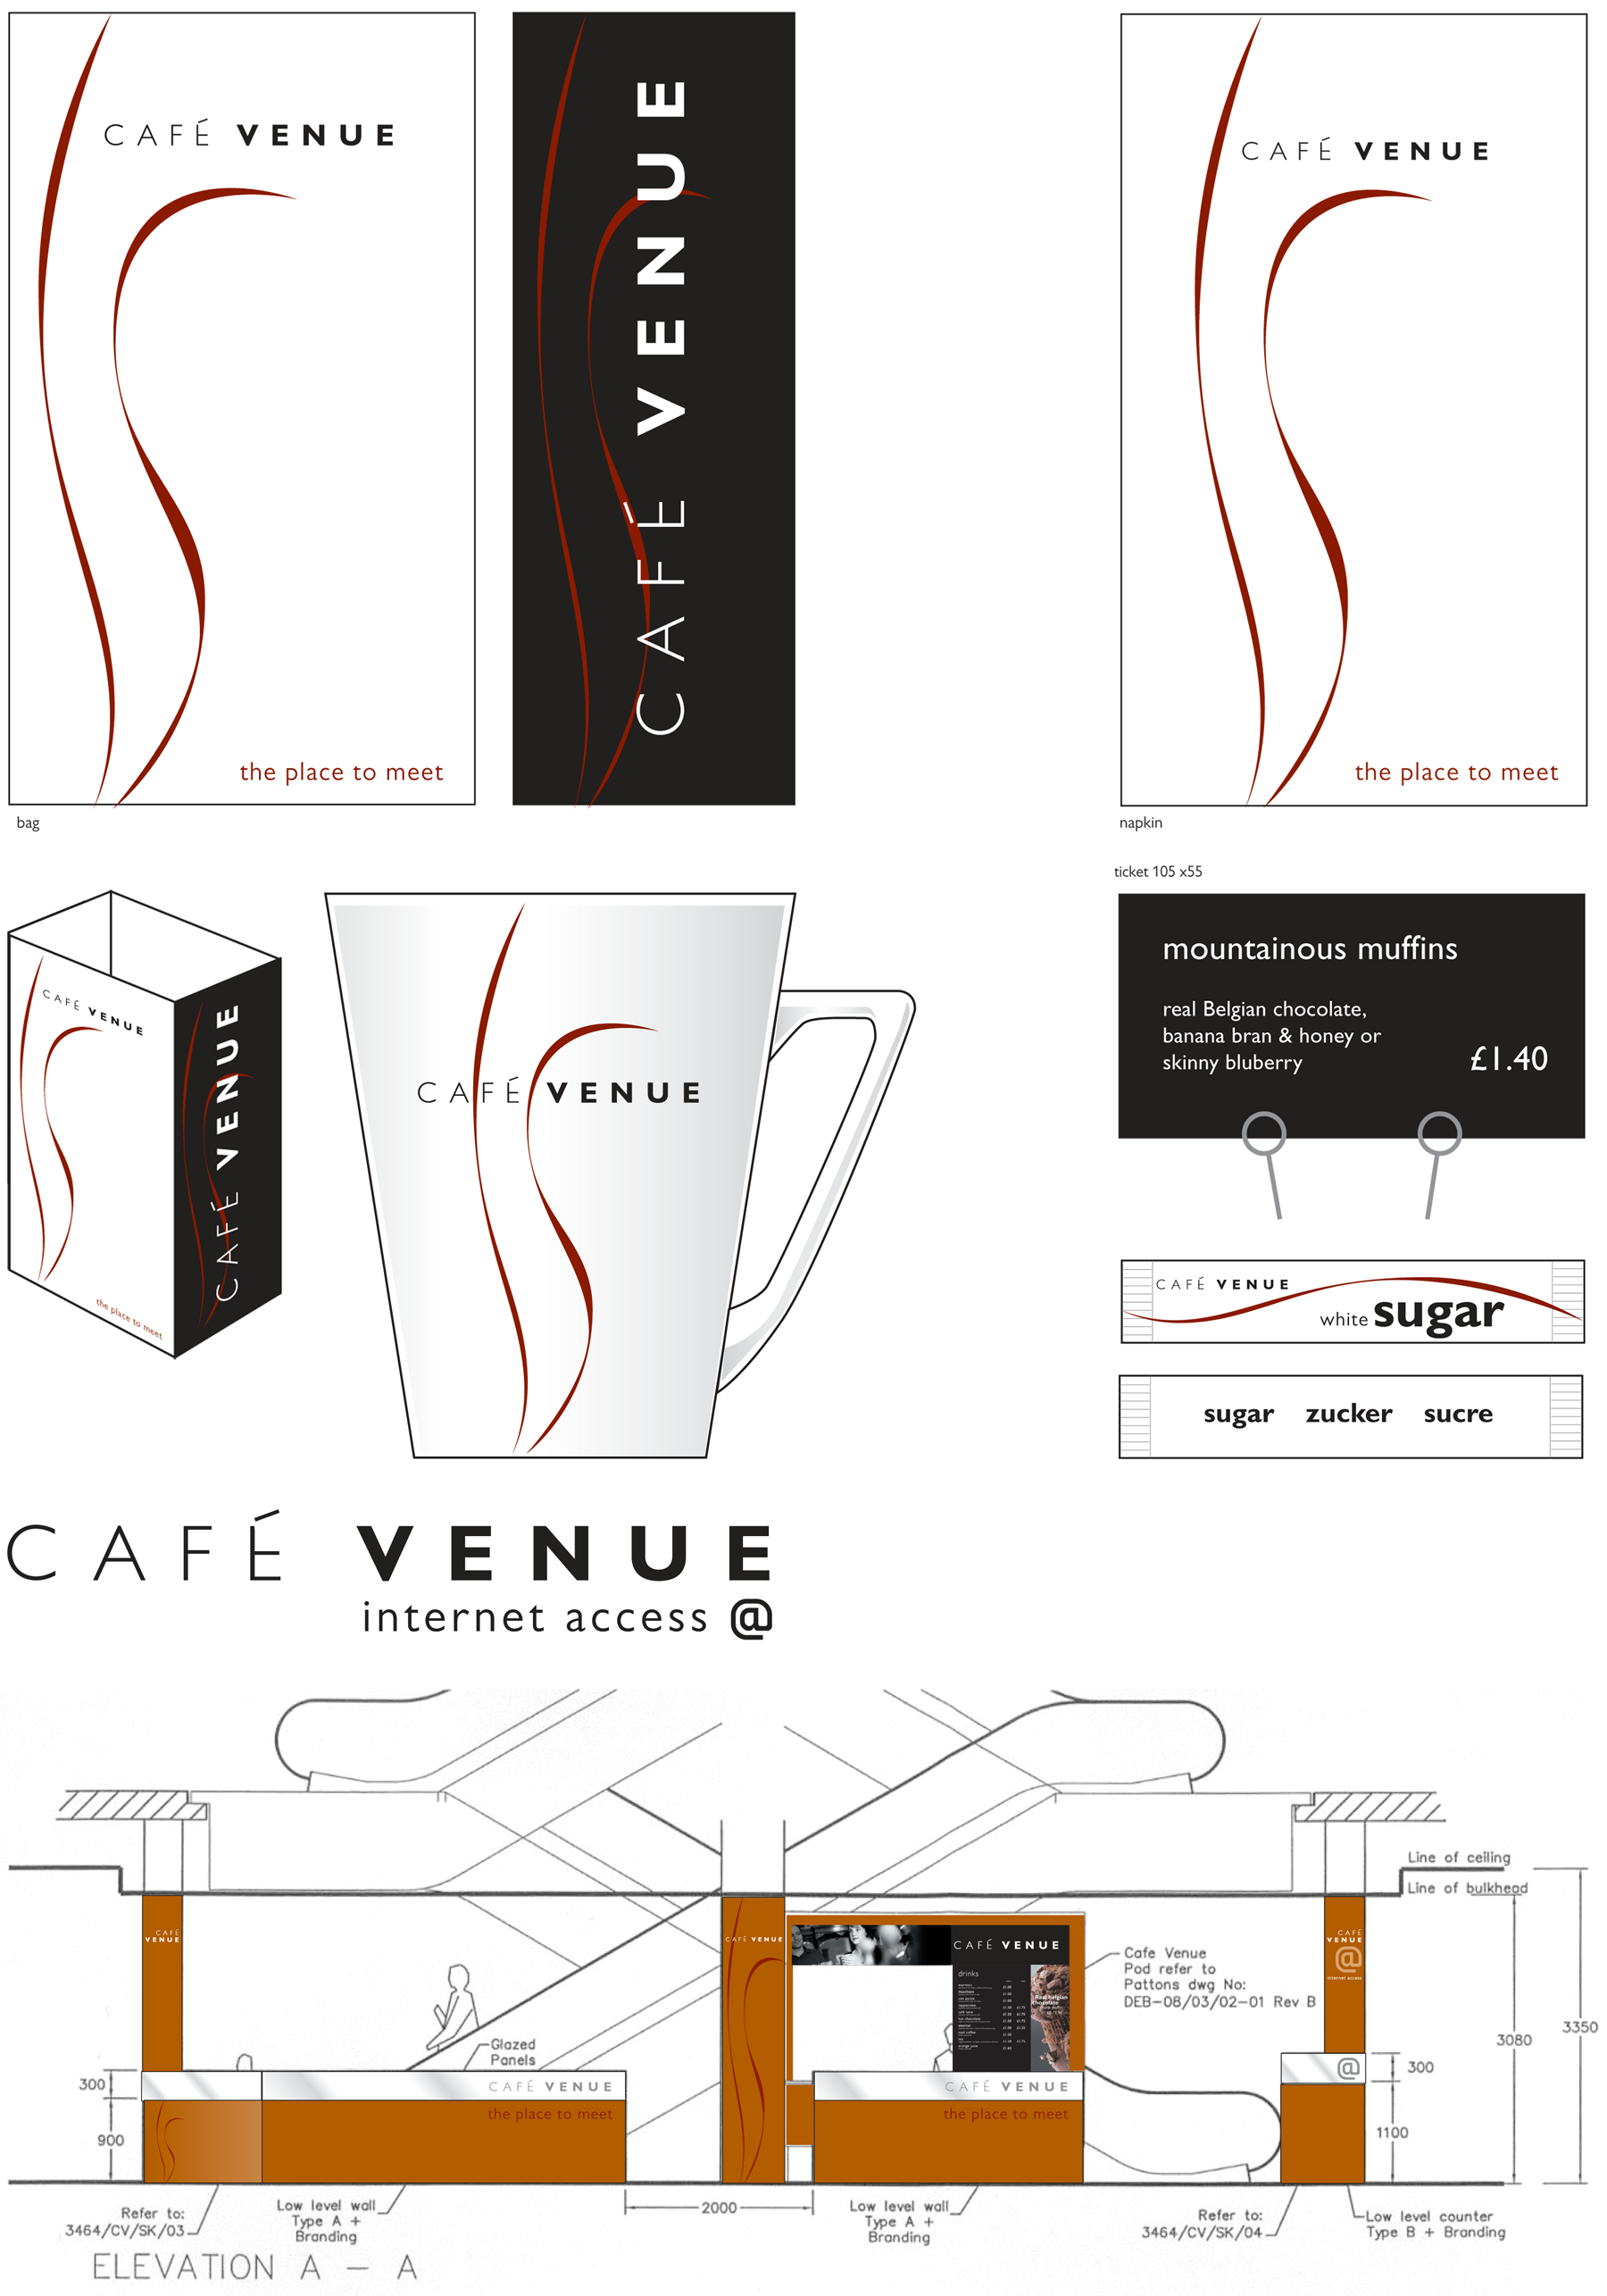 CAFÉ VENUE
the place to meet
bag
CAFÉ VENUE
CAFÉ VENUE
the place to meet
napkin
CAFÉ VENUE
the place to meet
CAFÉ VENUE
CAFÉ VENUE
ticket 105 x55
mountainous muffins
real Belgian chocolate,
banana bran & honey or
skinny bluberry
£1.40
CAFÉ VENUE
white sugar
sugar zucker sucre
CAFÉ VENUE
internet access @
Line of ceiling
Line of bulkhead
CAFÉ
VENUE
CAFÉ VENUE
CAFÉ VENUE
drinks
Real Belgian
chocolate
CAFÉ
VENUE
@
internet access
Cafe Venue
Pod refer to
Pattons dwg No:
DEB-08/03/02-01 Rev B
3080
3350
Glazed
Panels
300
900
CAFÉ VENUE
the place to meet
CAFÉ VENUE
the place to meet
@
300
1100
Refer to:
3464/CV/SK/03
Low level wall
Type A +
Branding
2000
Low level wall
Type A +
Branding
Refer to:
3464/CV/SK/04
Low level counter
Type B + Branding
ELEVATION A - A